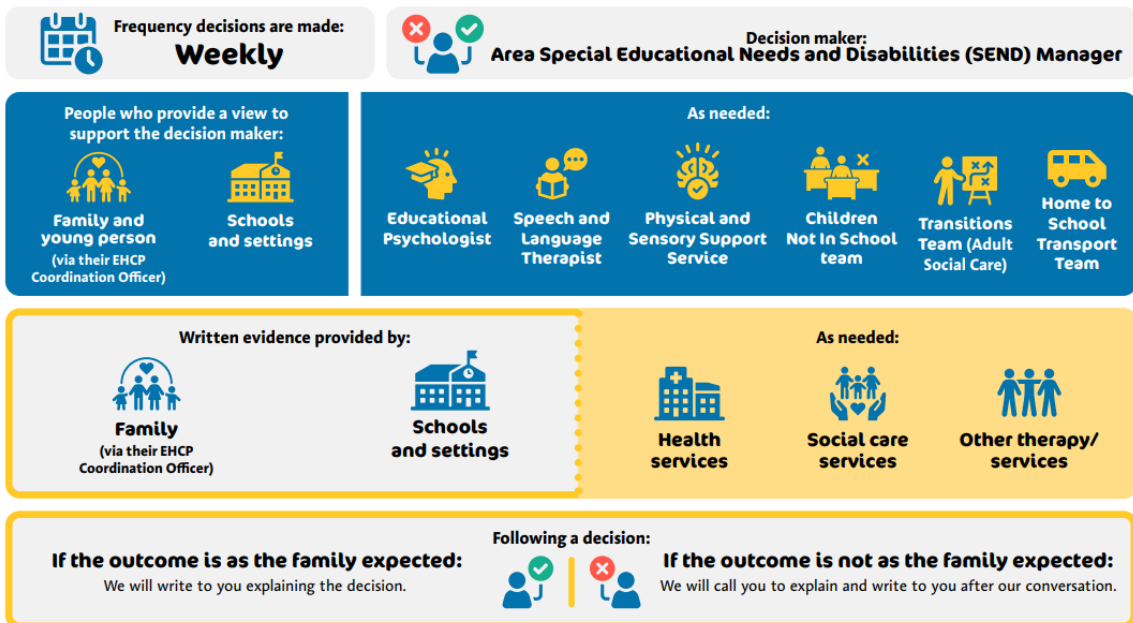 Frequency decisions are made:
Weekly
Decision maker:
Area Special Educational Needs and Disabilities (SEND) Manager
People who provide a view to
support the decision maker:
Family and
young person
(via their EHCP
Coordination Officer)
Schools
and settings
As needed:
Educational
Psychologist
Speech and
Language
Therapist
Physical and
Sensory Support
Service
Children
Not In School
team
Transitions
Team (Adult
Social Care)
Home to
School
Transport
Team
Written evidence provided by:
Family
(via their EHCP
Coordination Officer)
Schools
and settings
As needed:
Health
services
Social care
services
Other therapy/
services
Following a decision:
If the outcome is as the family expected:
We will write to you explaining the decision.
If the outcome is not as the family expected:
We will call you to explain and write to you after our conversation.